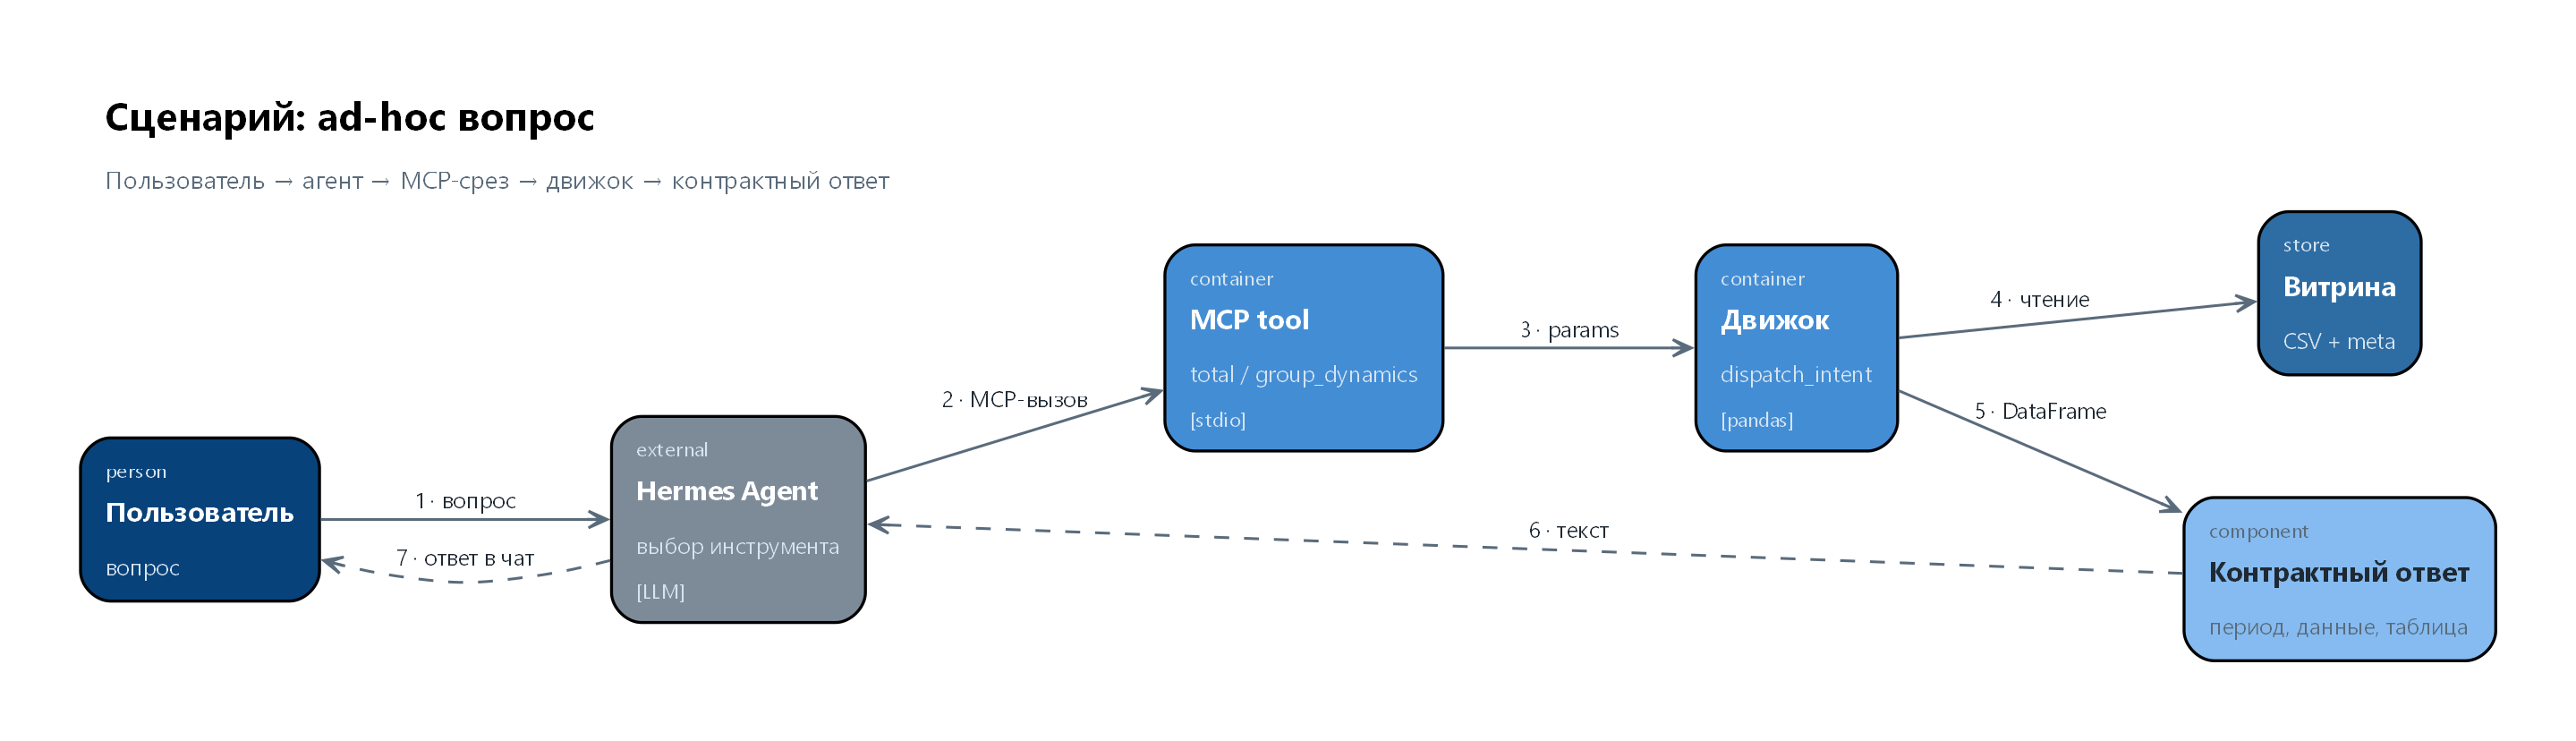 Сценарий: ad-hoc вопрос
Пользователь → агент → MCP-срез → движок → контрактный ответ
person
Пользователь
вопрос
1 · вопрос
7 · ответ в чат
external
Hermes Agent
выбор инструмента
[LLM]
2 · MCP-вызов
container
MCP tool
total / group_dynamics
[stdio]
3 · params
container
Движок
dispatch_intent
[pandas]
4 · чтение
store
Витрина
CSV + meta
5 · DataFrame
component
Контрактный ответ
период, данные, таблица
6 · текст